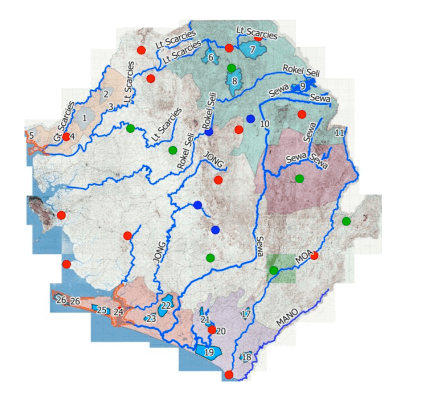 Lt Scarcies
Lt Scarcies
Lt Scarcies
6
7
Lt Scarcies
Rokel Seli
8
Sewa
9
Sewa
2
1
3
Gt Scarcies
4
5
Lt Scarcies
Rokel Seli
Rokel Seli
10
Sewa
11
JONG
Sewa
Sewa
JONG
Sewa
MOA
MANO
26
26
25
24
23
22
21
20
17
19
18